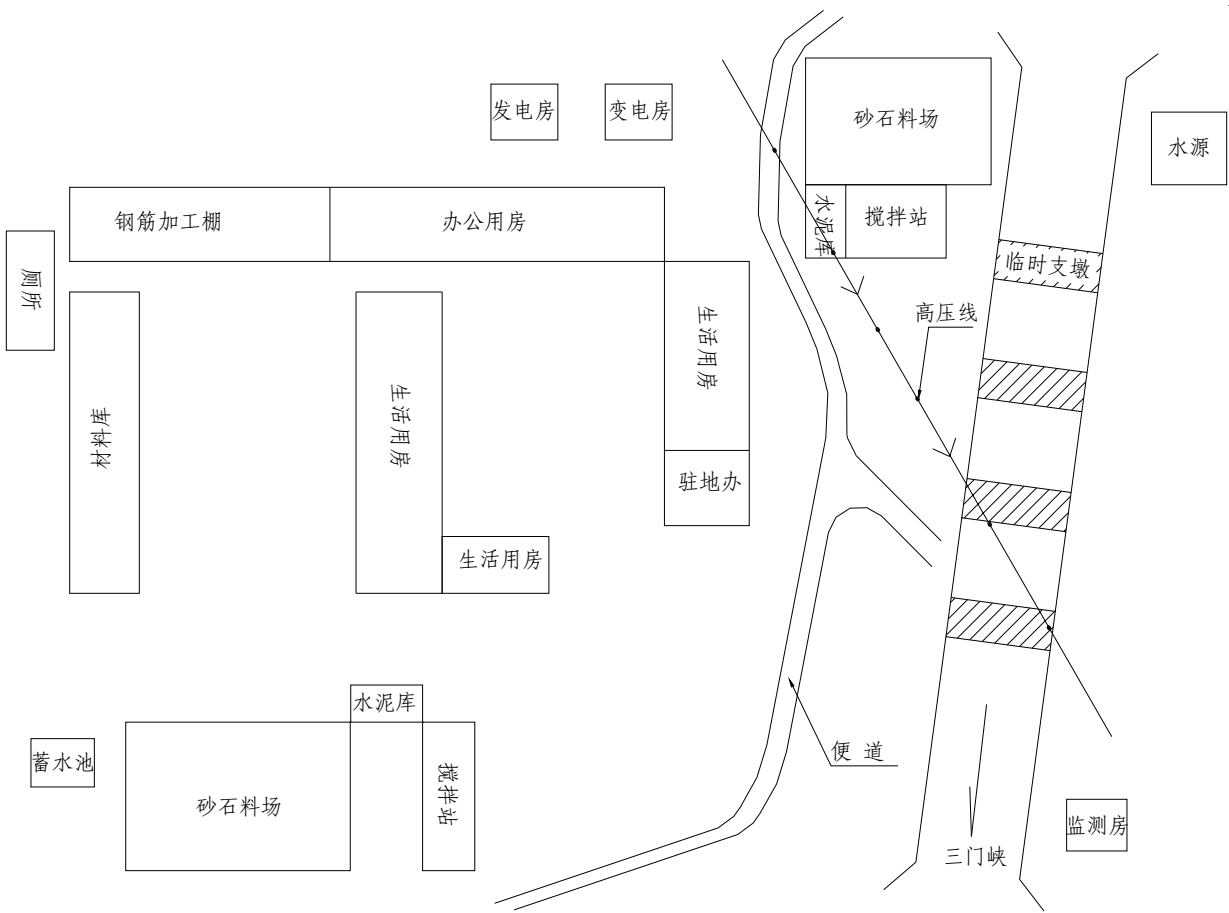 发电房
变电房
砂石料场
水源
钢筋加工棚
办公用房
水泥库
搅拌站
厕所
临时支墩
生活用房
高压线
材料库
生活用房
驻地办
生活用房
水泥库
便 道
蓄水池
砂石料场
搅拌站
监测房
三门峡